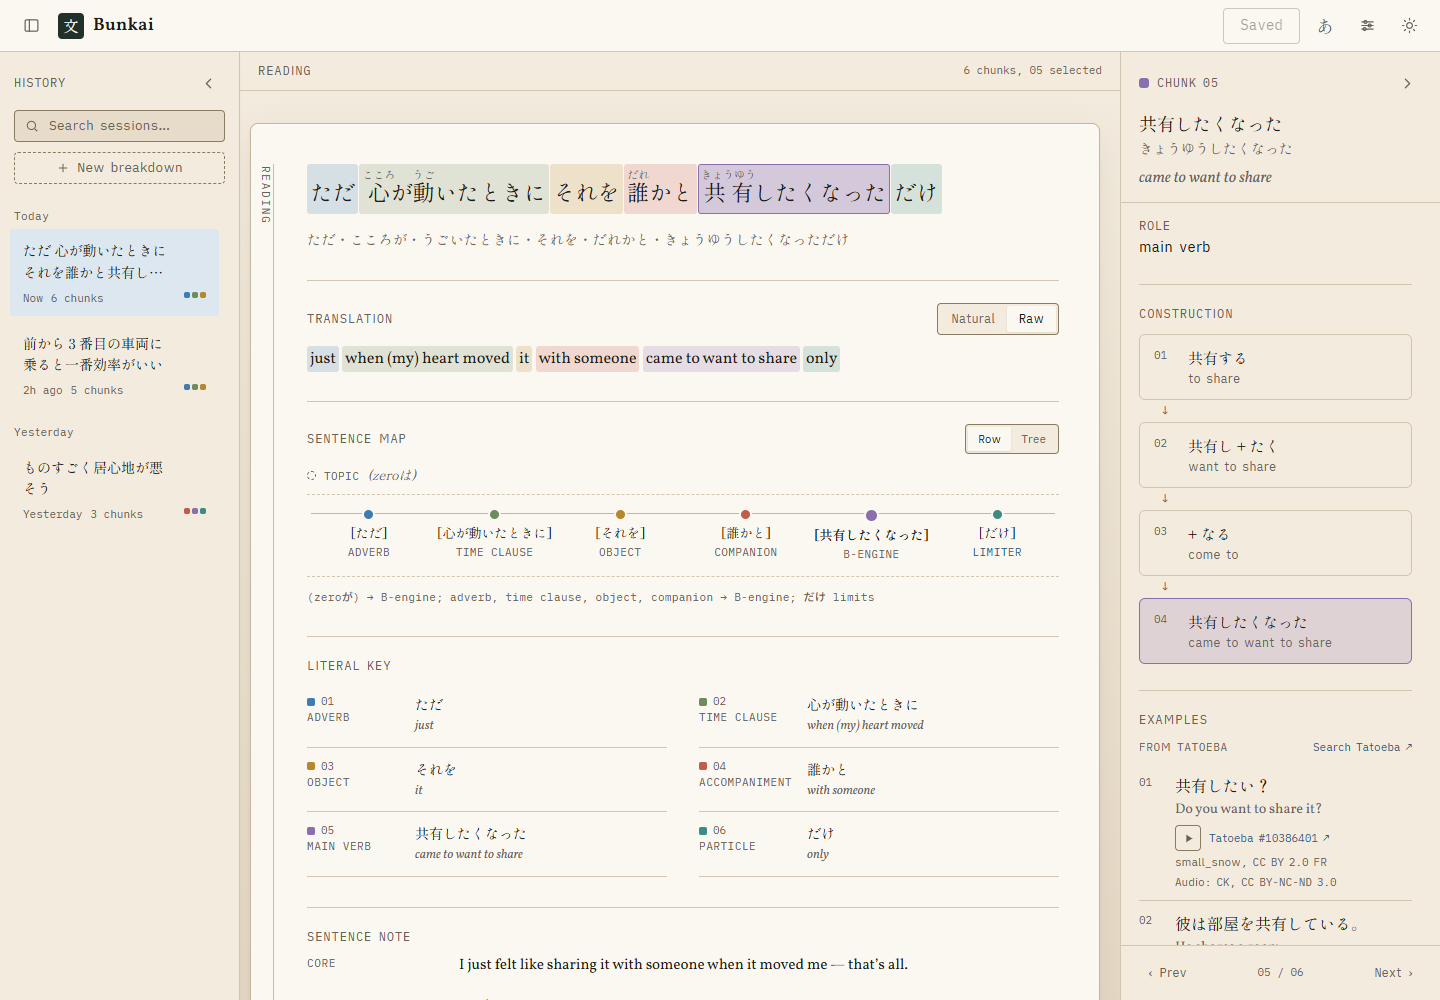 文 Bunkai
Saved あ
HISTORY
Search sessions...
+ New breakdown
Today
ただ 心が動いたときに
それを誰かと共有し…
Now 6 chunks
前から３番目の車両に
乗ると一番効率がいい
2h ago 5 chunks
Yesterday
ものすごく居心地が悪
そう
Yesterday 3 chunks
READING
6 chunks, 05 selected
READING
こころ うご だれ きょうゆう
ただ 心が動いたときに それを 誰かと 共有したくなった だけ
ただ・こころが・うごいたときに・それを・だれかと・きょうゆうしたくなっただけ
TRANSLATION
Natural Raw
just when (my) heart moved it with someone came to want to share only
SENTENCE MAP
Row Tree
TOPIC (zeroは)
[ただ] [心が動いたときに] [それを] [誰かと] [共有したくなった] [だけ]
ADVERB TIME CLAUSE OBJECT COMPANION B-ENGINE LIMITER
(zeroが) → B-engine; adverb, time clause, object, companion → B-engine; だけ limits
LITERAL KEY
01 ただ
ADVERB just
02 心が動いたときに
TIME CLAUSE when (my) heart moved
03 それを
OBJECT it
04 誰かと
ACCOMPANIMENT with someone
05 共有したくなった
MAIN VERB came to want to share
06 だけ
PARTICLE only
SENTENCE NOTE
CORE I just felt like sharing it with someone when it moved me — that's all.
CHUNK 05
共有したくなった
きょうゆうしたくなった
came to want to share
ROLE
main verb
CONSTRUCTION
01 共有する
to share
↓
02 共有し + たく
want to share
↓
03 + なる
come to
↓
04 共有したくなった
came to want to share
EXAMPLES
FROM TATOEBA Search Tatoeba ↗
01 共有したい？
Do you want to share it?
Tatoeba #10386401 ↗
small_snow, CC BY 2.0 FR
Audio: CK, CC BY-NC-ND 3.0
02 彼は部屋を共有している。
‹ Prev 05 / 06 Next ›